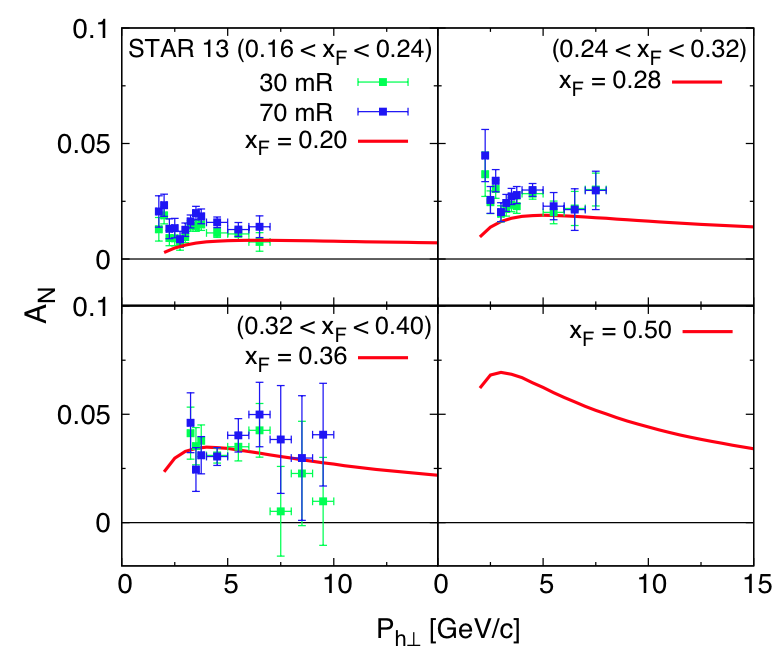 0.1
STAR 13 (0.16 < x_F < 0.24)
30 mR
70 mR
x_F = 0.20
(0.24 < x_F < 0.32)
x_F = 0.28
0.05
0
A_N
0.1
(0.32 < x_F < 0.40)
x_F = 0.36
x_F = 0.50
0.05
0
0 5 10 0 5 10 15
P_h⊥ [GeV/c]